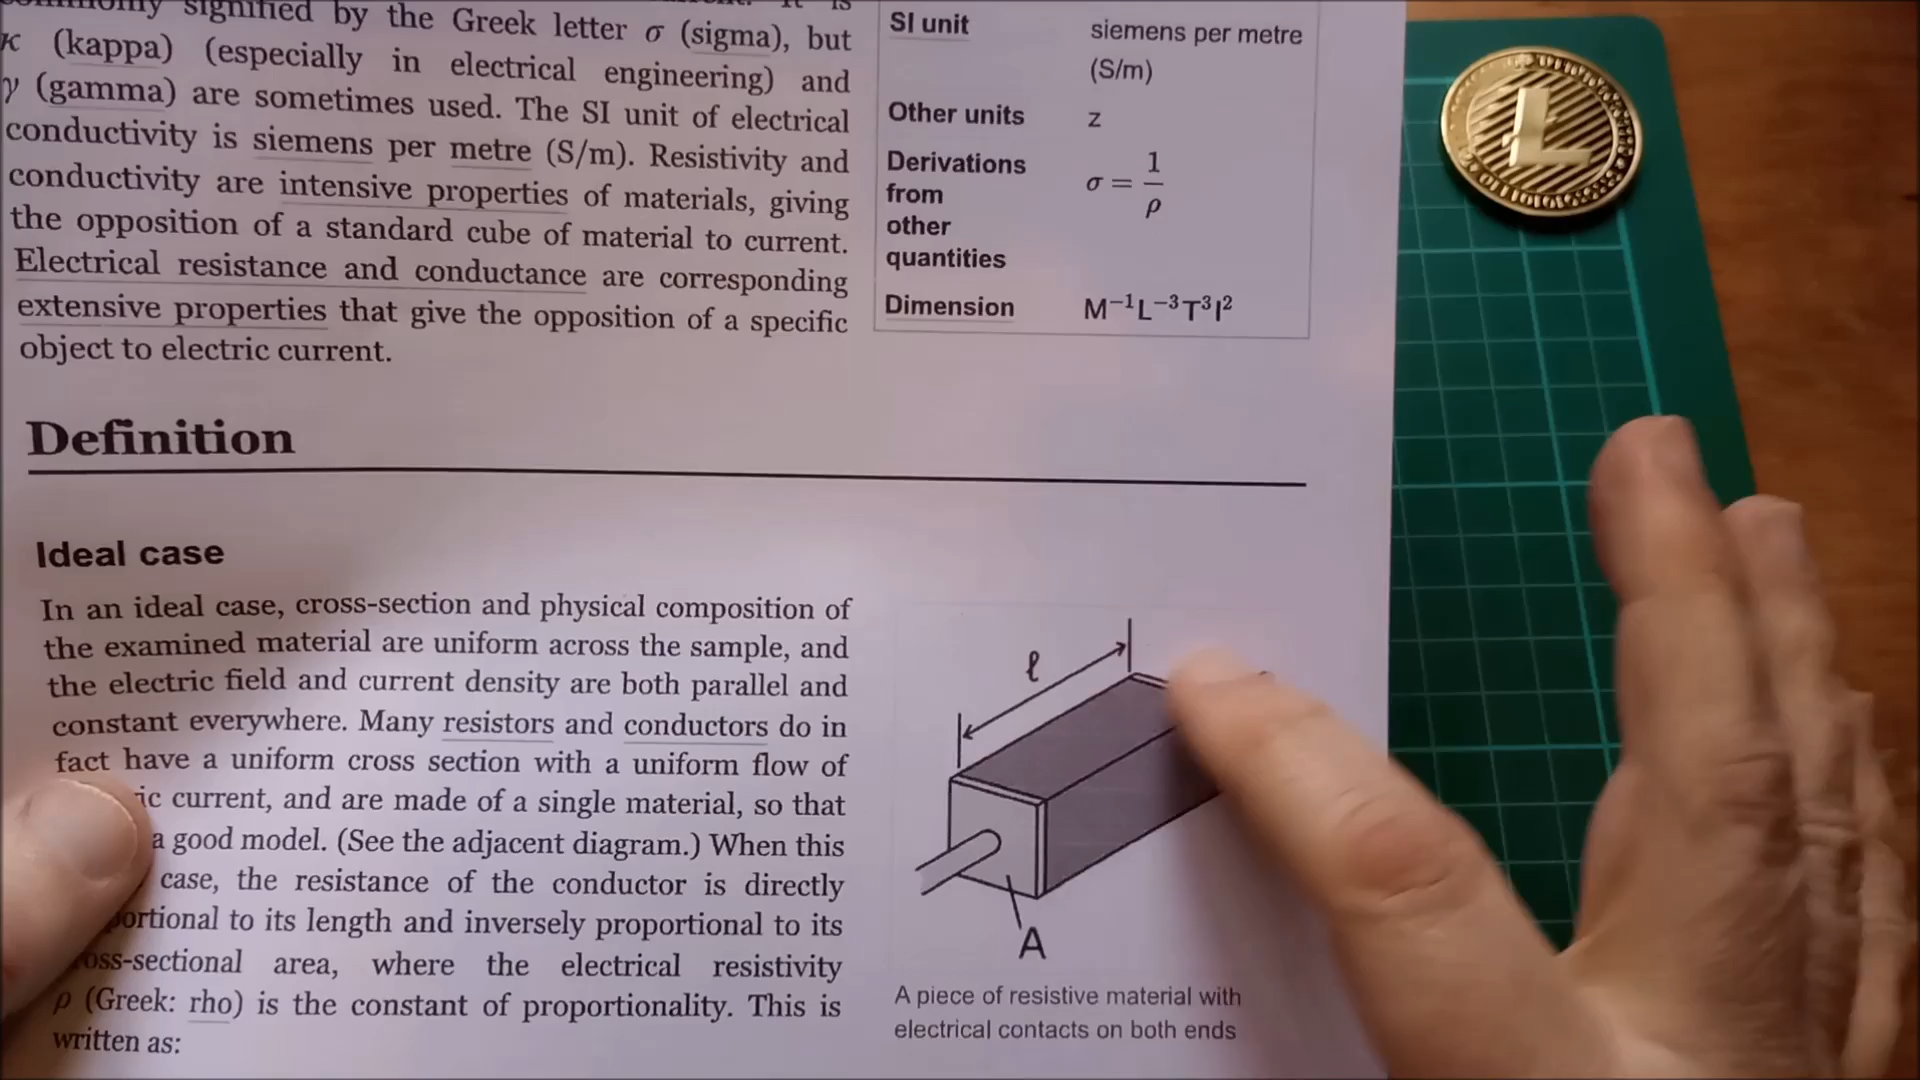 signified by the Greek letter σ (sigma), but
κ (kappa) (especially in electrical engineering) and
γ (gamma) are sometimes used. The SI unit of electrical
conductivity is siemens per metre (S/m). Resistivity and
conductivity are intensive properties of materials, giving
the opposition of a standard cube of material to current.
Electrical resistance and conductance are corresponding
extensive properties that give the opposition of a specific
object to electric current.
SI unit siemens per metre
(S/m)
Other units z
Derivations
from
other
quantities
σ = 1/ρ
Dimension M⁻¹L⁻³T³I²
Definition
Ideal case
In an ideal case, cross-section and physical composition of
the examined material are uniform across the sample, and
the electric field and current density are both parallel and
constant everywhere. Many resistors and conductors do in
fact have a uniform cross section with a uniform flow of
ic current, and are made of a single material, so that
a good model. (See the adjacent diagram.) When this
case, the resistance of the conductor is directly
ortional to its length and inversely proportional to its
oss-sectional area, where the electrical resistivity
ρ (Greek: rho) is the constant of proportionality. This is
written as:
ℓ
A
A piece of resistive material with
electrical contacts on both ends